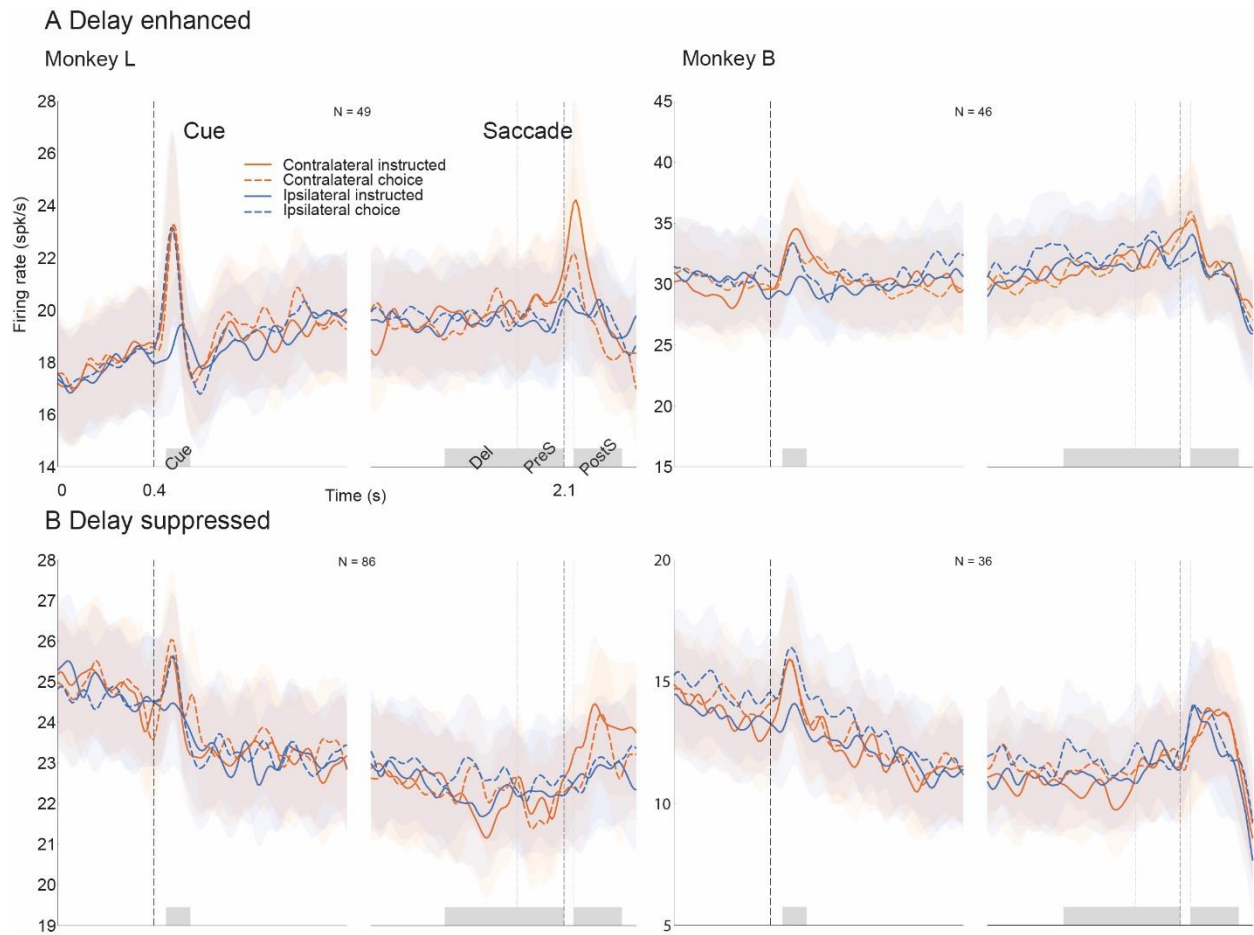 A Delay enhanced
Monkey L
Monkey B
28
26
24
22
20
18
16
14
Firing rate (spk/s)
N = 49
Cue
Saccade
Contralateral instructed
Contralateral choice
Ipsilateral instructed
Ipsilateral choice
Cue
Del
PreS
PostS
0
0.4
Time (s)
2.1
45
40
35
30
25
20
15
N = 46
B Delay suppressed
28
27
26
25
24
23
22
21
20
19
N = 86
20
15
10
5
N = 36